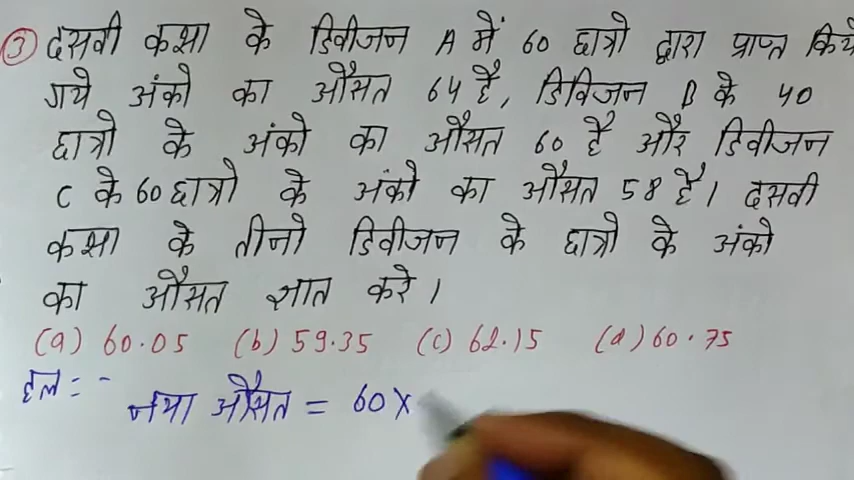 ③ दसवी कक्षा के डिवीजन A में 60 छात्रो द्वारा प्राप्त किये
गये अंको का औसत 64 है, डिविजन B के 40
छात्रो के अंको का औसत 60 है और डिवीजन
C के 60 छात्रो के अंको का औसत 58 है। दसवी
कक्षा के तीनो डिवीजन के छात्रो के अंको
का औसत ज्ञात करे।
(a) 60.05 (b) 59.35 (c) 62.15 (d) 60.75
हल:-
नया औसत = 60×